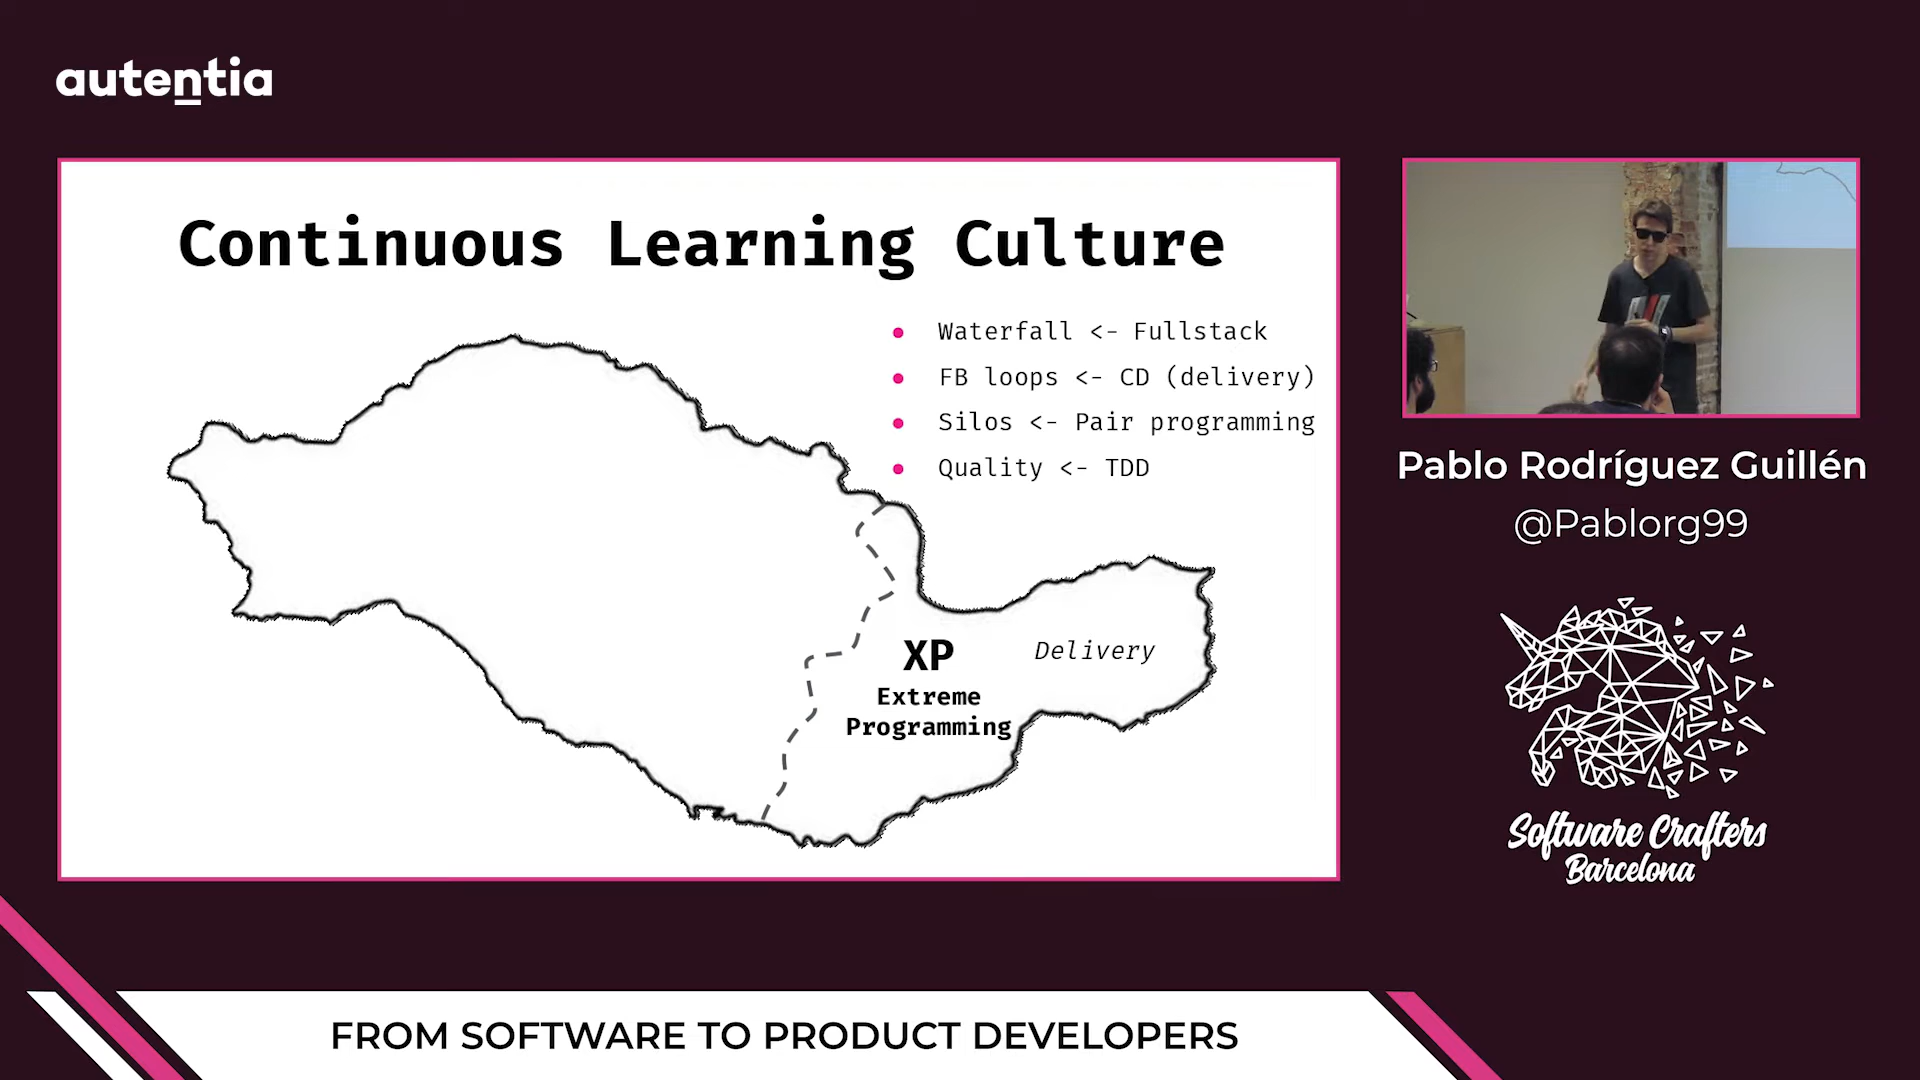 autentia
Continuous Learning Culture
Waterfall <- Fullstack
FB loops <- CD (delivery)
Silos <- Pair programming
Quality <- TDD
XP
Extreme
Programming
Delivery
Pablo Rodríguez Guillén
@Pablorg99
Software Crafters
Barcelona
FROM SOFTWARE TO PRODUCT DEVELOPERS